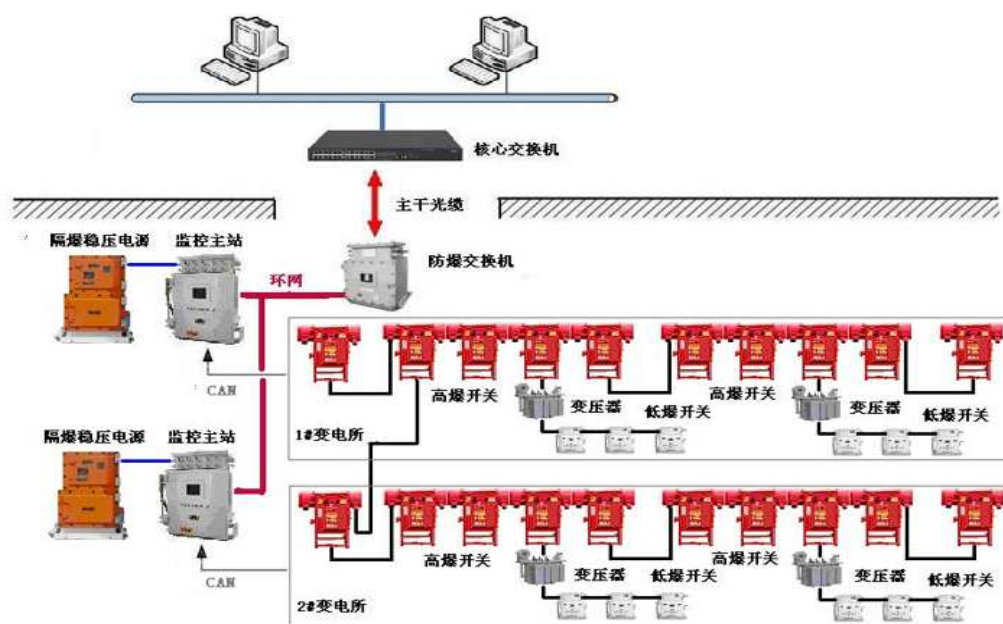 核心交换机
主干光缆
隔爆稳压电源
监控主站
防爆交换机
环网
CAN
高爆开关
变压器
低爆开关
高爆开关
变压器
低爆开关
1#变电所
隔爆稳压电源
监控主站
CAN
高爆开关
变压器
低爆开关
高爆开关
变压器
低爆开关
2#变电所